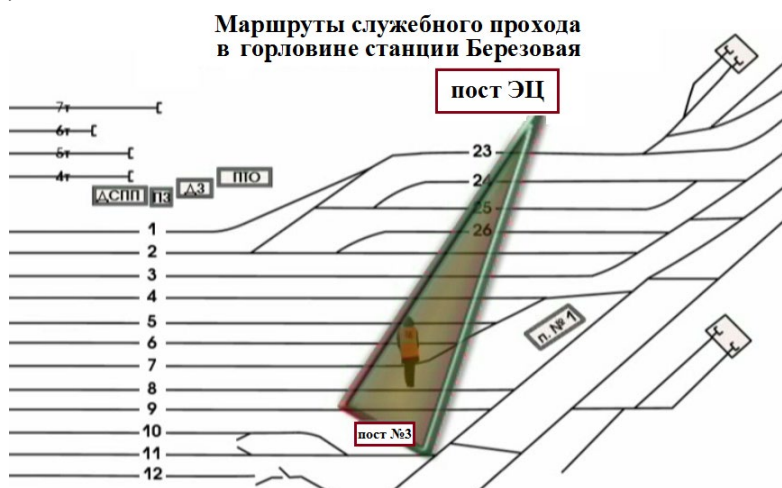 Маршруты служебного прохода
в горловине станции Березовая
пост ЭЦ
7т
6т
5т
4т
ДСПП
ПЗ
ДЗ
ПТО
23
24
25
26
1
2
3
4
5
6
7
8
9
10
11
12
п. № 1
пост №3